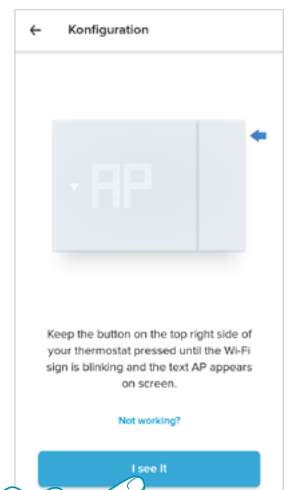 Konfiguration
AP
Keep the button on the top right side of
your thermostat pressed until the Wi-Fi
sign is blinking and the text AP appears
on screen.
Not working?
I see it